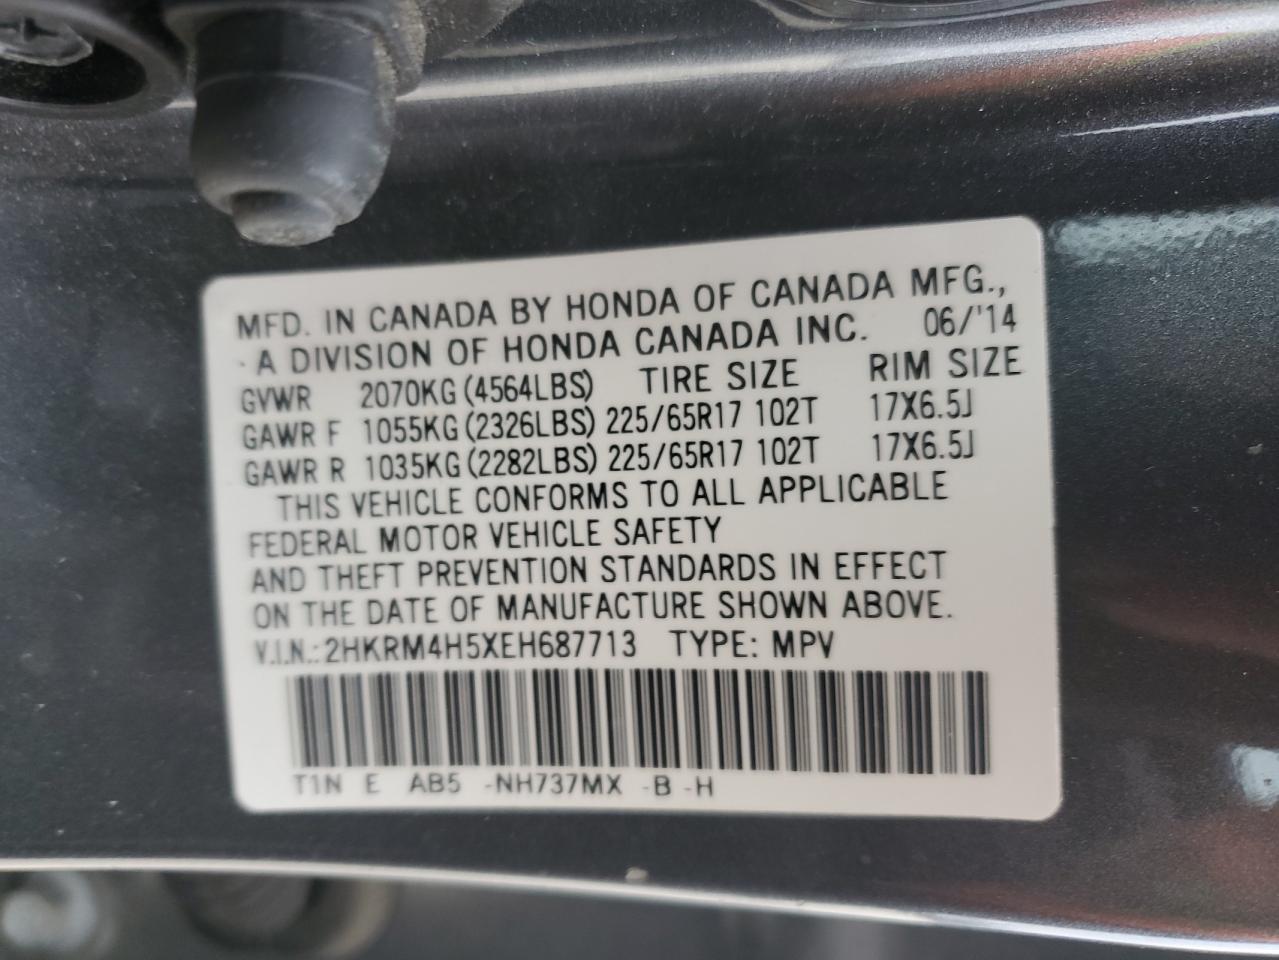 MFD. IN CANADA BY HONDA OF CANADA MFG.,
A DIVISION OF HONDA CANADA INC. 06/'14
GVWR 2070KG (4564LBS) TIRE SIZE RIM SIZE
GAWR F 1055KG (2326LBS) 225/65R17 102T 17X6.5J
GAWR R 1035KG (2282LBS) 225/65R17 102T 17X6.5J
THIS VEHICLE CONFORMS TO ALL APPLICABLE
FEDERAL MOTOR VEHICLE SAFETY
AND THEFT PREVENTION STANDARDS IN EFFECT
ON THE DATE OF MANUFACTURE SHOWN ABOVE.
V.I.N.: 2HKRM4H5XEH687713 TYPE: MPV
T1N E AB5 -NH737MX -B -H